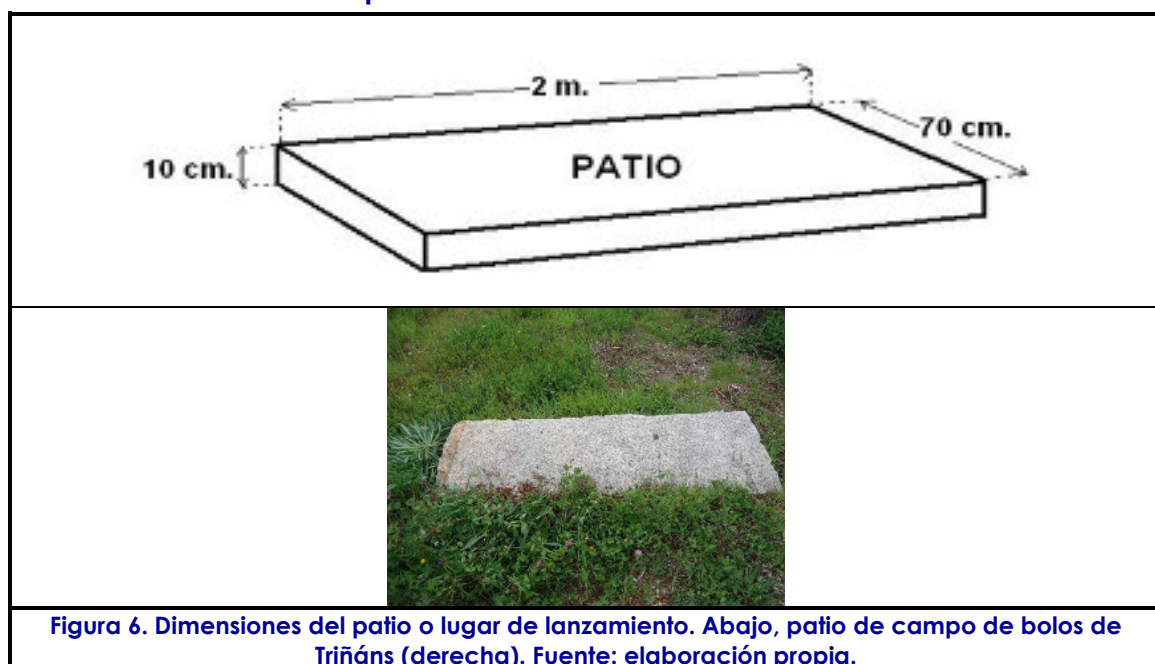 2 m.
70 cm.
10 cm.
PATIO
Figura 6. Dimensiones del patio o lugar de lanzamiento. Abajo, patio de campo de bolos de
Triñáns (derecha). Fuente: elaboración propia.